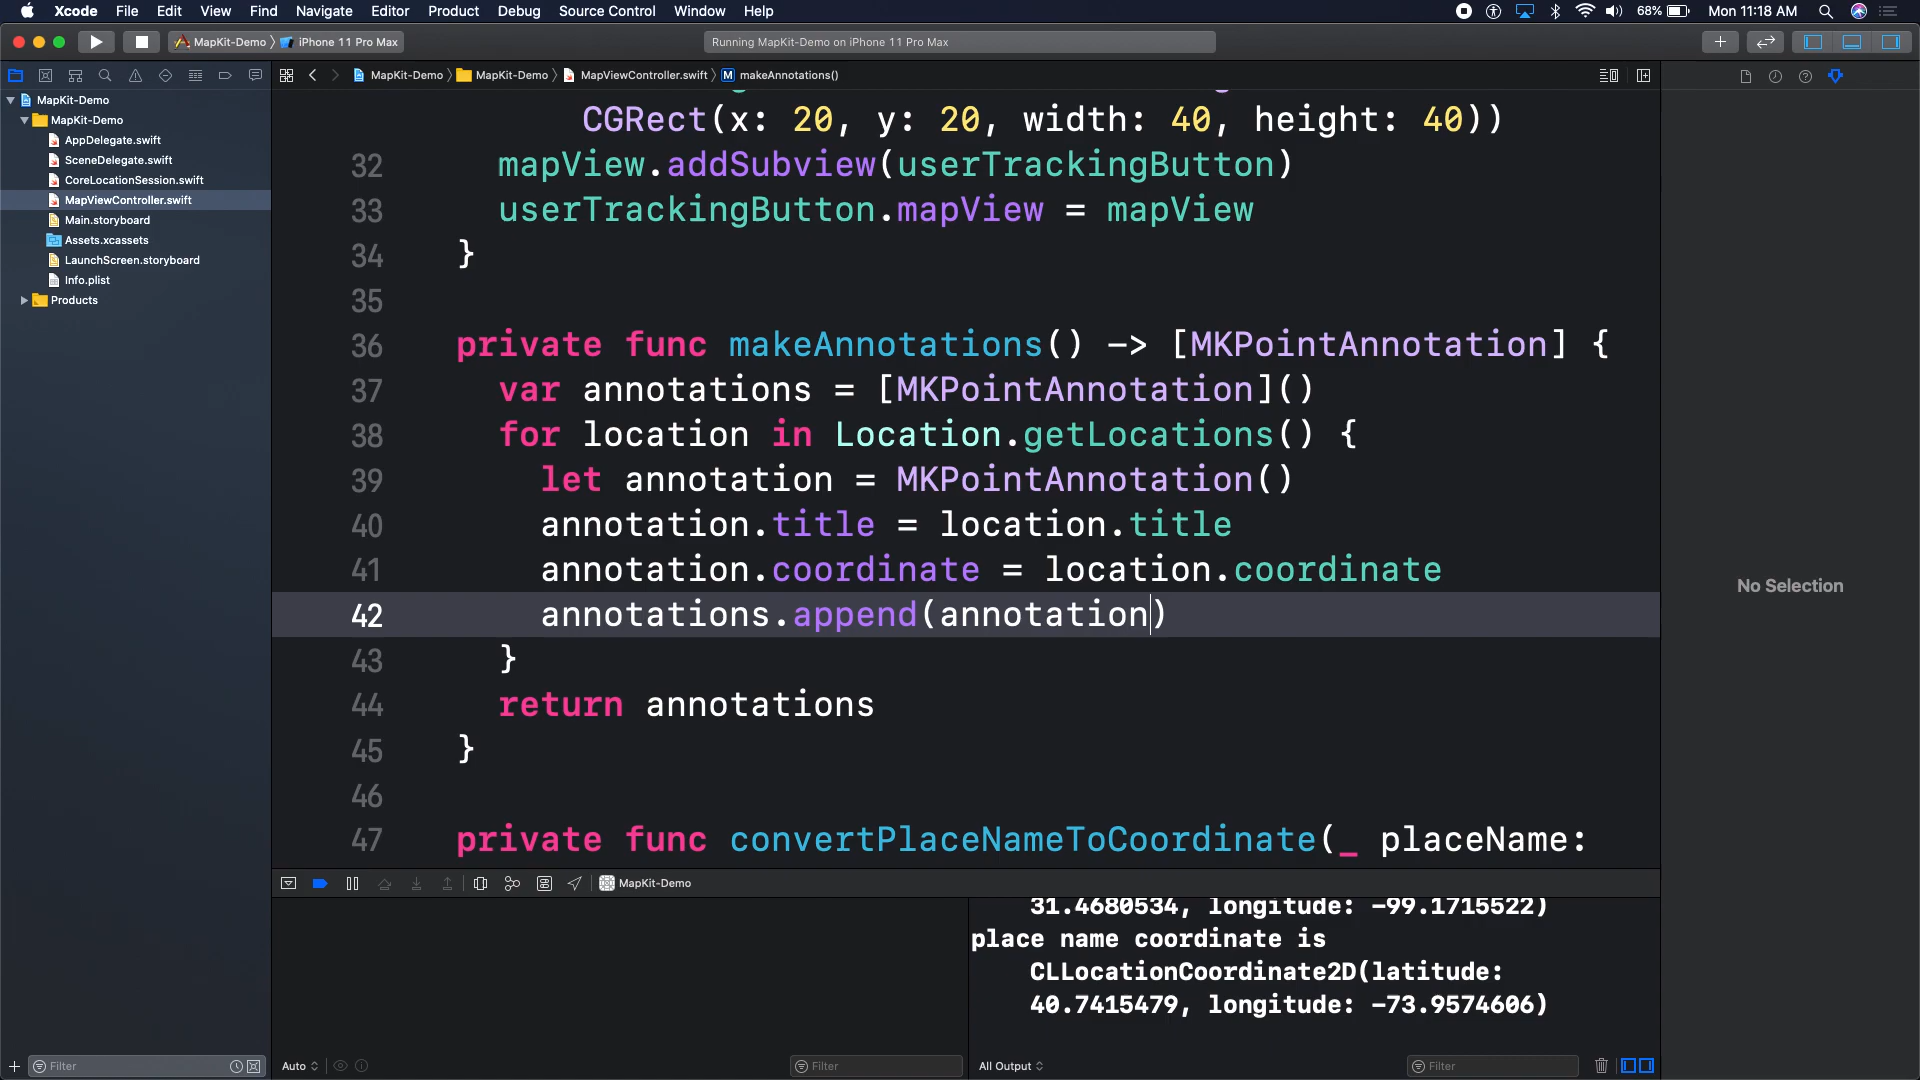 Xcode File Edit View Find Navigate Editor Product Debug Source Control Window Help 68% Mon 11:18 AM
MapKit-Demo iPhone 11 Pro Max Running MapKit-Demo on iPhone 11 Pro Max
MapKit-Demo MapKit-Demo MapViewController.swift M makeAnnotations()
MapKit-Demo
MapKit-Demo
AppDelegate.swift
SceneDelegate.swift
CoreLocationSession.swift
MapViewController.swift
Main.storyboard
Assets.xcassets
LaunchScreen.storyboard
Info.plist
Products
CGRect(x: 20, y: 20, width: 40, height: 40))
32 mapView.addSubview(userTrackingButton)
33 userTrackingButton.mapView = mapView
34 }
35
36 private func makeAnnotations() -> [MKPointAnnotation] {
37 var annotations = [MKPointAnnotation]()
38 for location in Location.getLocations() {
39 let annotation = MKPointAnnotation()
40 annotation.title = location.title
41 annotation.coordinate = location.coordinate
42 annotations.append(annotation)
43 }
44 return annotations
45 }
46
47 private func convertPlaceNameToCoordinate(_ placeName:
No Selection
MapKit-Demo
31.4680534, longitude: -99.1715522)
place name coordinate is
CLLocationCoordinate2D(latitude:
40.7415479, longitude: -73.9574606)
Filter Auto Filter All Output Filter